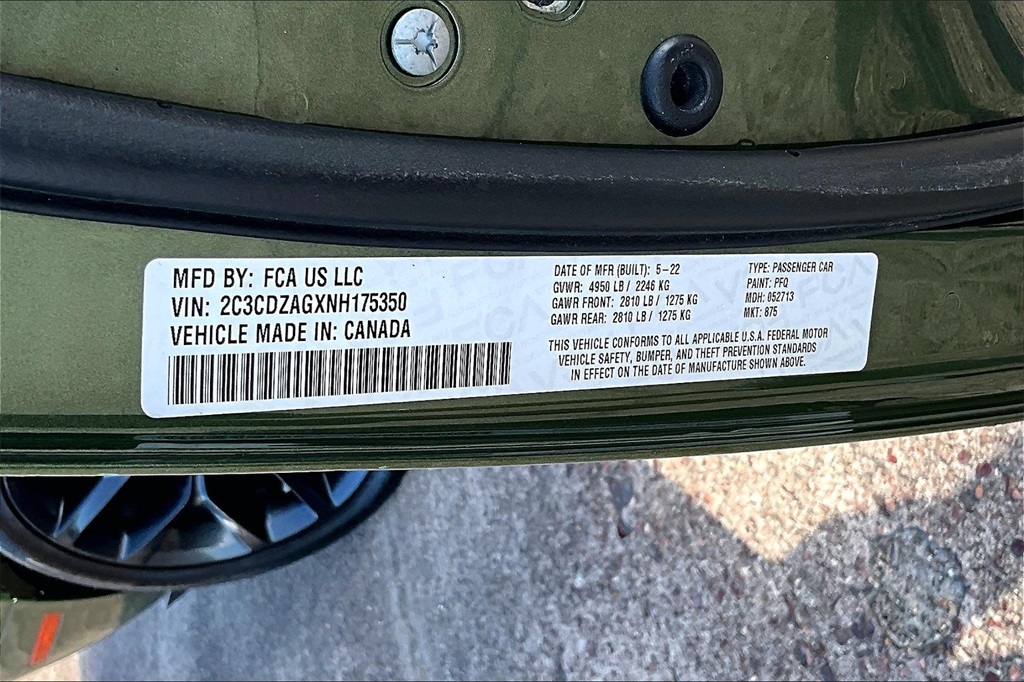 MFD BY: FCA US LLC
VIN: 2C3CDZAGXNH175350
VEHICLE MADE IN: CANADA
DATE OF MFR (BUILT): 5-22
GVWR: 4950 LB / 2246 KG
GAWR FRONT: 2810 LB / 1275 KG
GAWR REAR: 2810 LB / 1275 KG
TYPE: PASSENGER CAR
PAINT: PFQ
MDH: 052713
MKT: 875
THIS VEHICLE CONFORMS TO ALL APPLICABLE U.S.A. FEDERAL MOTOR
VEHICLE SAFETY, BUMPER, AND THEFT PREVENTION STANDARDS
IN EFFECT ON THE DATE OF MANUFACTURE SHOWN ABOVE.